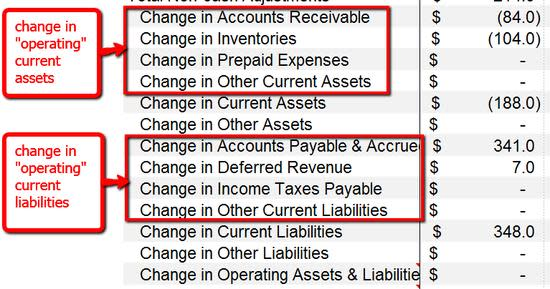 change in
"operating"
current
assets
Change in Accounts Receivable $ (84.0)
Change in Inventories $ (104.0)
Change in Prepaid Expenses $ -
Change in Other Current Assets $ -
Change in Current Assets $ (188.0)
Change in Other Assets $ -
change in
"operating"
current
liabilities
Change in Accounts Payable & Accrue $ 341.0
Change in Deferred Revenue $ 7.0
Change in Income Taxes Payable $ -
Change in Other Current Liabilities $ -
Change in Current Liabilities $ 348.0
Change in Other Liabilities $ -
Change in Operating Assets & Liabilitie $ -